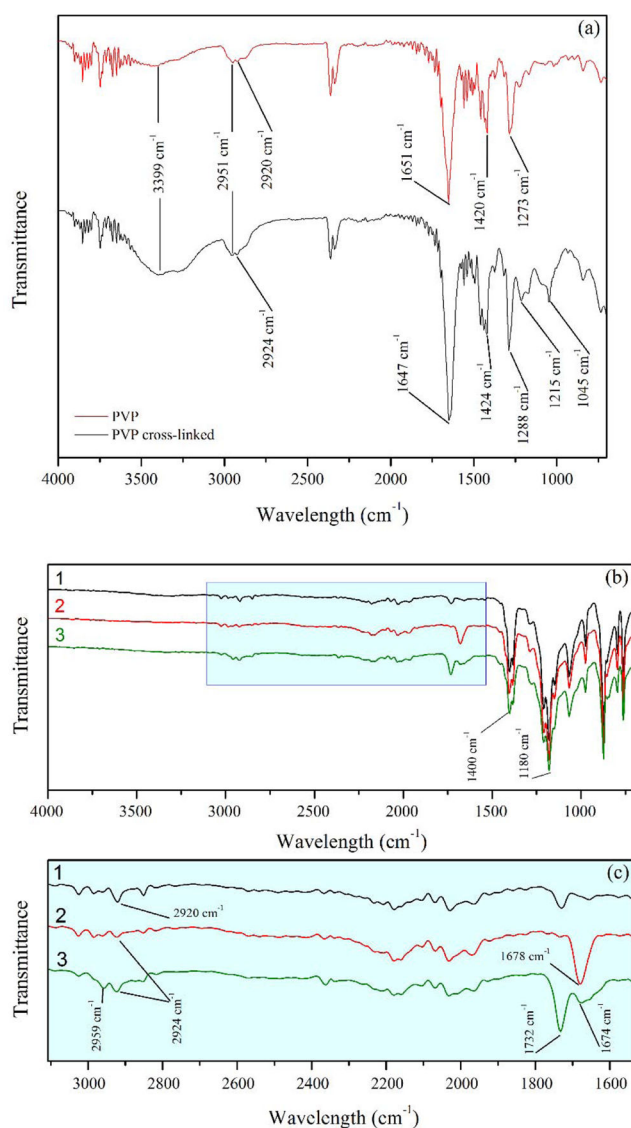 (a)
Transmittance
3399 cm-1
2951 cm-1
2920 cm-1
1651 cm-1
1420 cm-1
1273 cm-1
2924 cm-1
1647 cm-1
1424 cm-1
1288 cm-1
1215 cm-1
1045 cm-1
PVP
PVP cross-linked
4000 3500 3000 2500 2000 1500 1000
Wavelength (cm-1)
(b)
1
2
3
Transmittance
1400 cm-1
1180 cm-1
4000 3500 3000 2500 2000 1500 1000
Wavelength (cm-1)
(c)
1
2920 cm-1
2
1678 cm-1
3
Transmittance
2959 cm-1
2924 cm-1
1732 cm-1
1674 cm-1
3000 2800 2600 2400 2200 2000 1800 1600
Wavelength (cm-1)